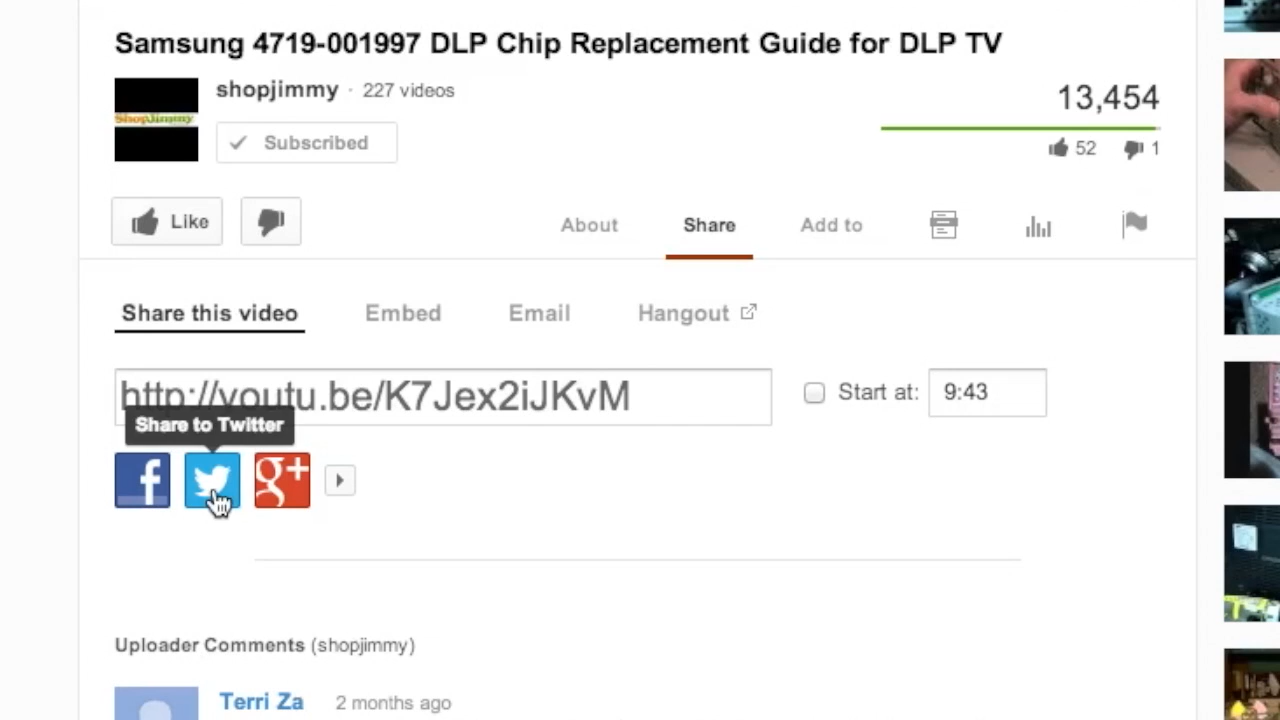 Samsung 4719-001997 DLP Chip Replacement Guide for DLP TV
shopjimmy · 227 videos
ShopJimmy
Subscribed
13,454
52 1
Like
About Share Add to
Share this video Embed Email Hangout
http://youtu.be/K7Jex2iJKvM
Start at: 9:43
Share to Twitter
f g+
Uploader Comments (shopjimmy)
Terri Za 2 months ago